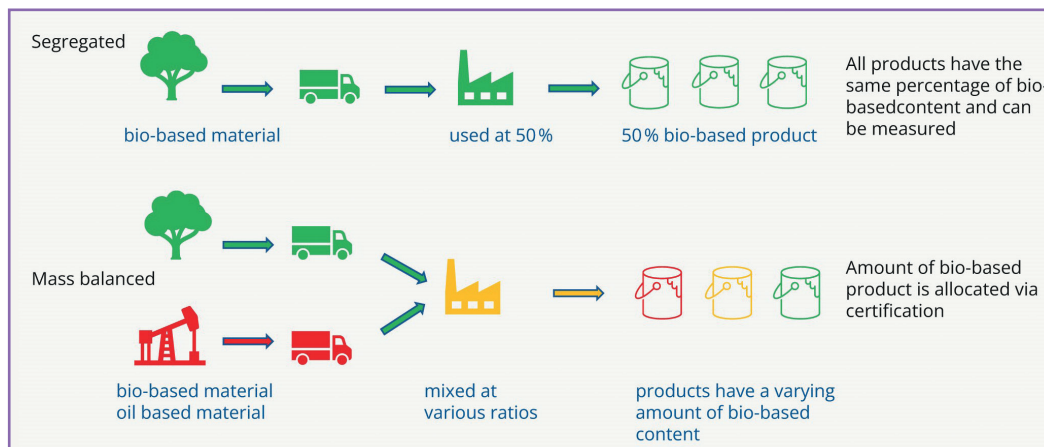 Segregated
bio-based material
used at 50 %
50 % bio-based product
All products have the
same percentage of bio-
basedcontent and can
be measured
Mass balanced
bio-based material
oil based material
mixed at
various ratios
products have a varying
amount of bio-based
content
Amount of bio-based
product is allocated via
certification